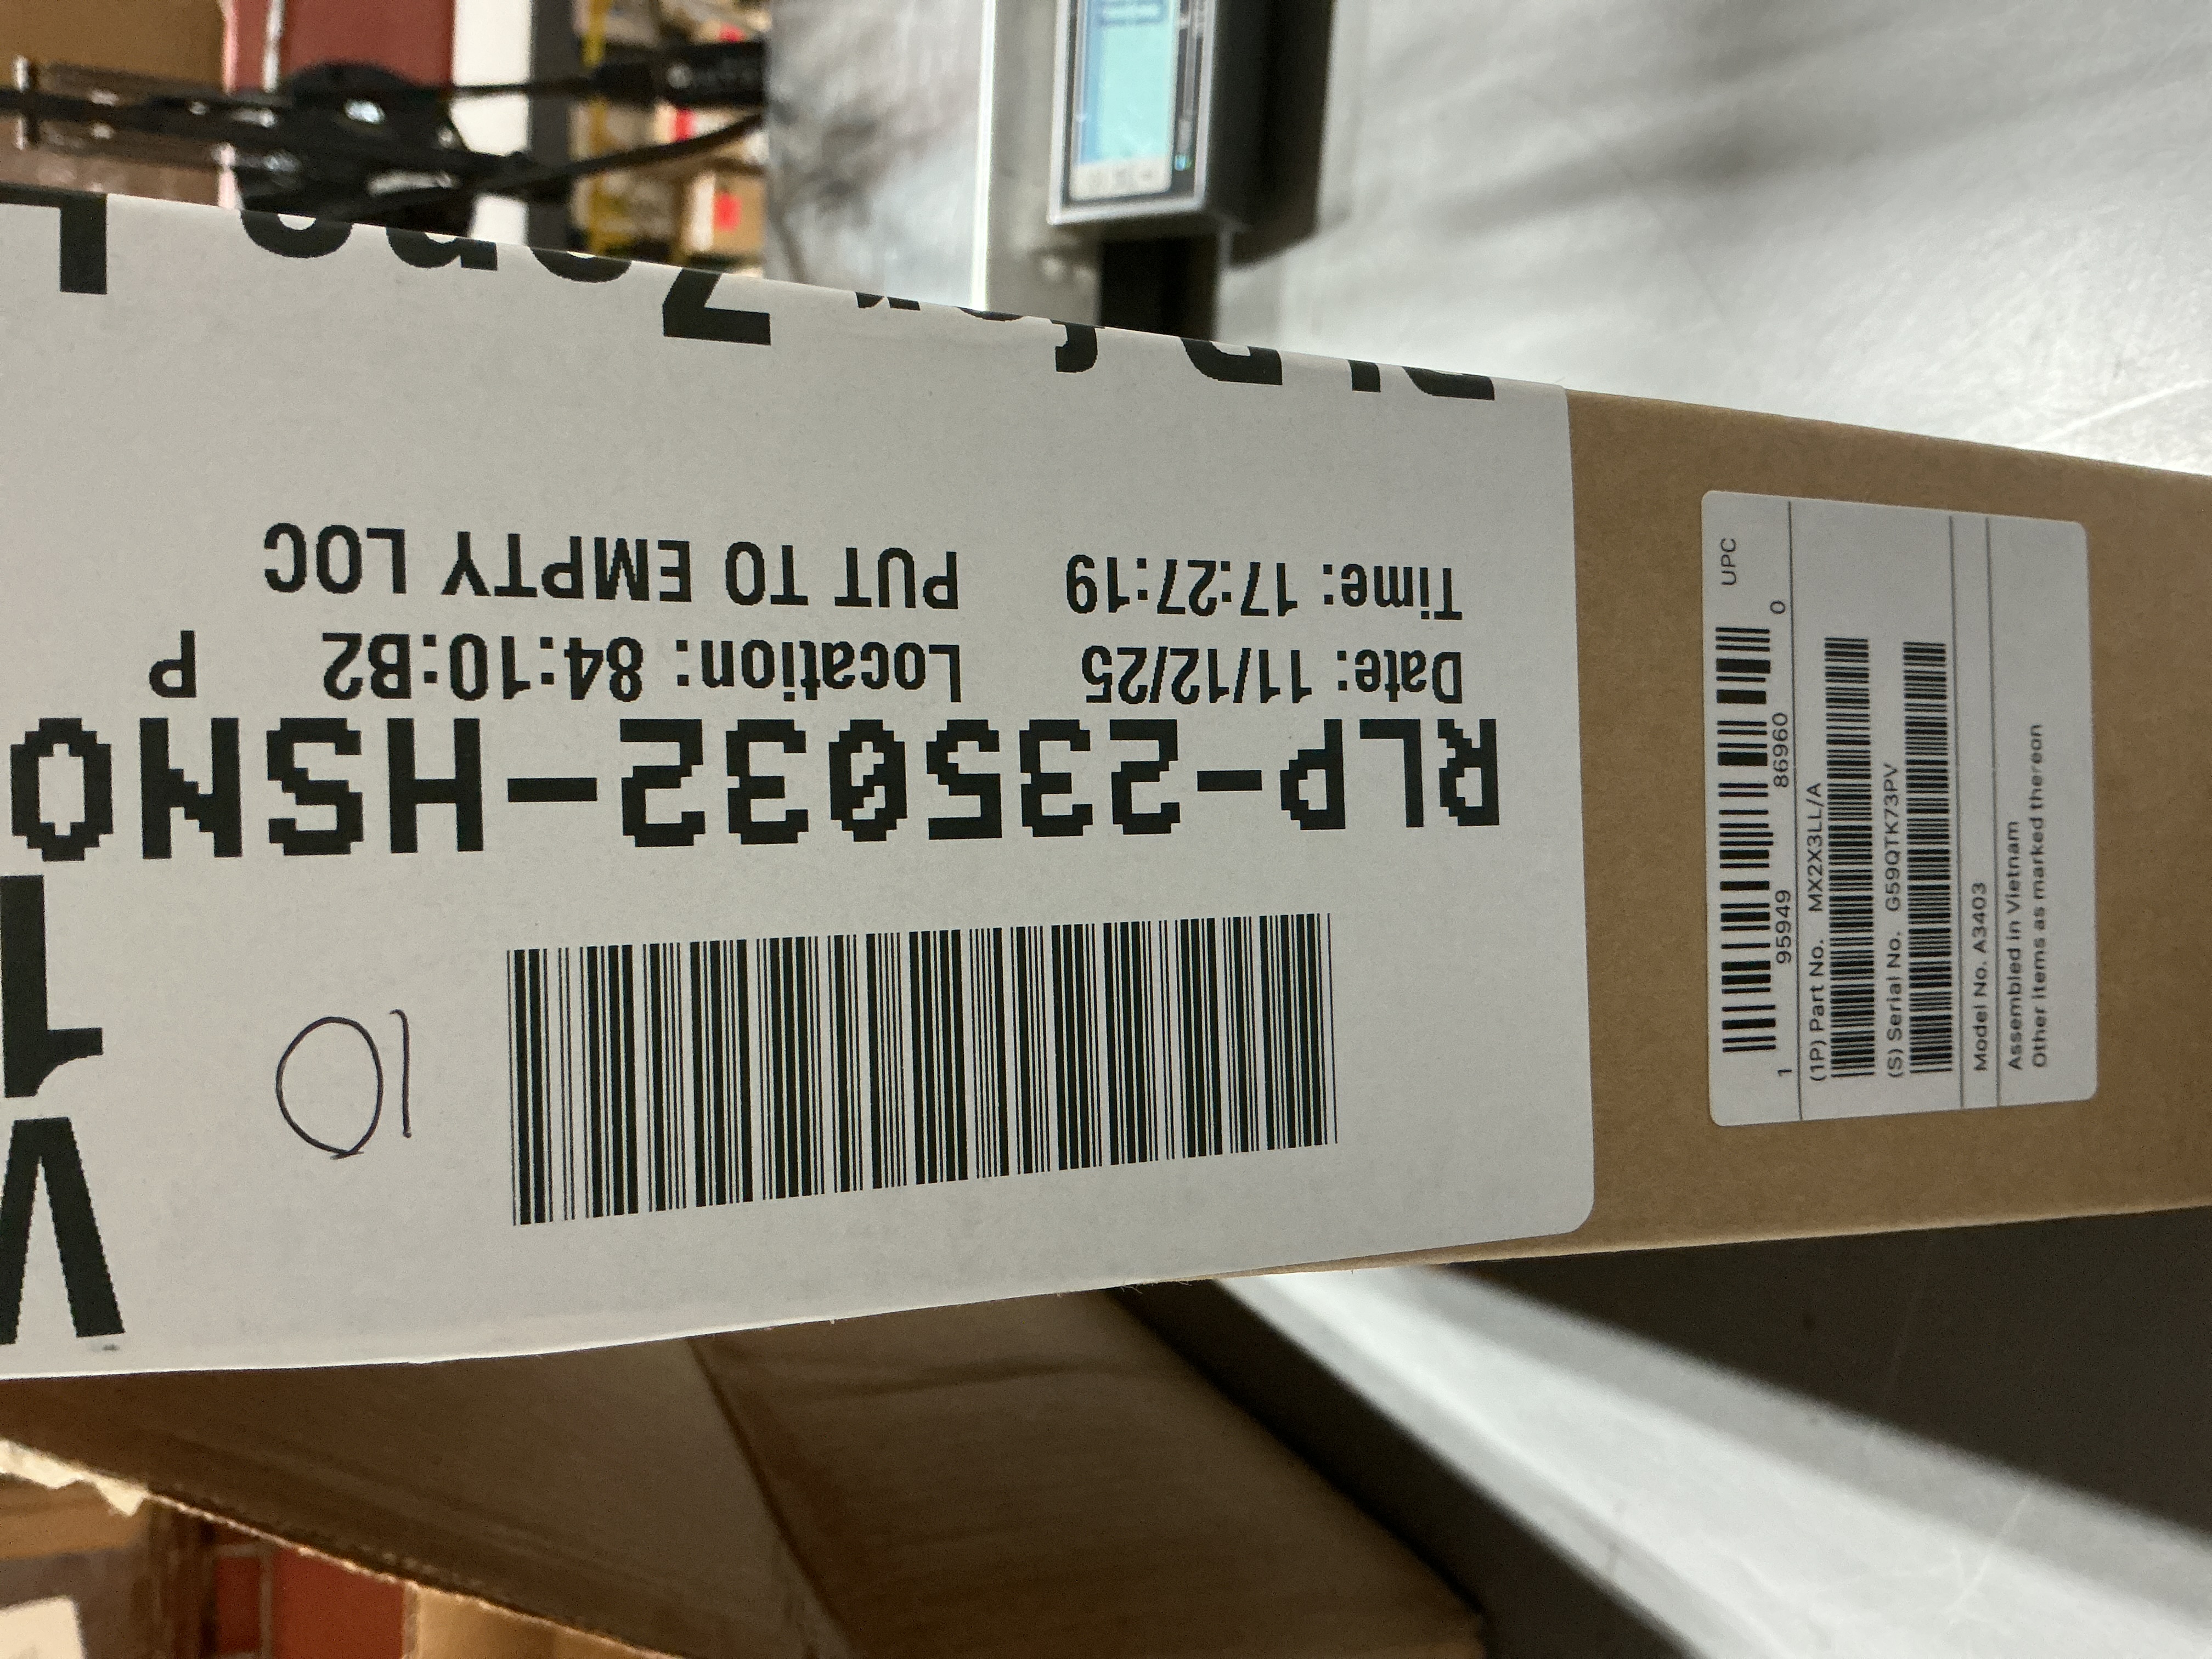 RLP-235032-HSNO
Date: 11/12/25 Location: 84:10:B2 P
Time: 17:27:19 PUT TO EMPTY LOC
10
UPC
1 95949 86960 0
(1P) Part No. MX2X3LL/A
(S) Serial No. G59QTK73PV
Model No. A3403
Assembled in Vietnam
Other items as marked thereon